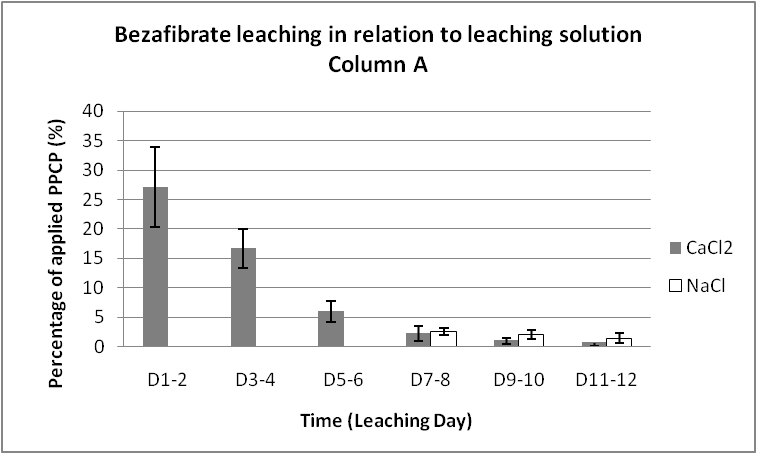 Bezafibrate leaching in relation to leaching solution
Column A
Percentage of applied PPCP (%)
40
35
30
25
20
15
10
5
0
D1-2 D3-4 D5-6 D7-8 D9-10 D11-12
Time (Leaching Day)
CaCl2
NaCl